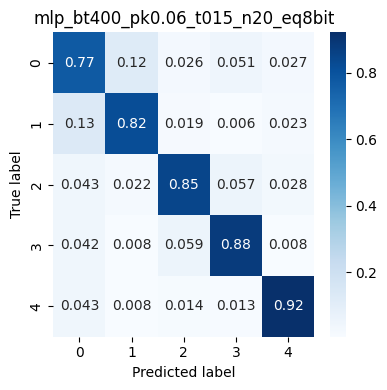 mlp_bt400_pk0.06_t015_n20_eq8bit
0 0.77 0.12 0.026 0.051 0.027
1 0.13 0.82 0.019 0.006 0.023
2 0.043 0.022 0.85 0.057 0.028
3 0.042 0.008 0.059 0.88 0.008
4 0.043 0.008 0.014 0.013 0.92
0 1 2 3 4
Predicted label
True label
0.8
0.6
0.4
0.2